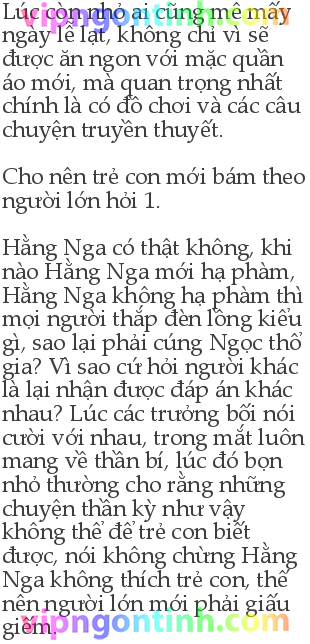 vipngontinh.com
Lúc còn nhỏ ai cũng mê mấy
ngày lễ lạt, không chỉ vì sẽ
được ăn ngon với mặc quần
áo mới, mà quan trọng nhất
chính là có đồ chơi và các câu
chuyện truyền thuyết.
Cho nên trẻ con mới bám theo
người lớn hỏi 1.
Hằng Nga có thật không, khi
nào Hằng Nga mới hạ phàm,
Hằng Nga không hạ phàm thì
mọi người thắp đèn lồng kiểu
gì, sao lại phải cúng Ngọc thổ
gia? Vì sao cứ hỏi người khác
là lại nhận được đáp án khác
nhau? Lúc các trưởng bối nói
cười với nhau, trong mắt luôn
mang vẻ thần bí, lúc đó bọn
nhỏ thường cho rằng những
chuyện thần kỳ như vậy
không thể để trẻ con biết
được, nói không chừng Hằng
Nga không thích trẻ con, thế
nên người lớn mới phải giấu
giếm.
vipngontinh.com